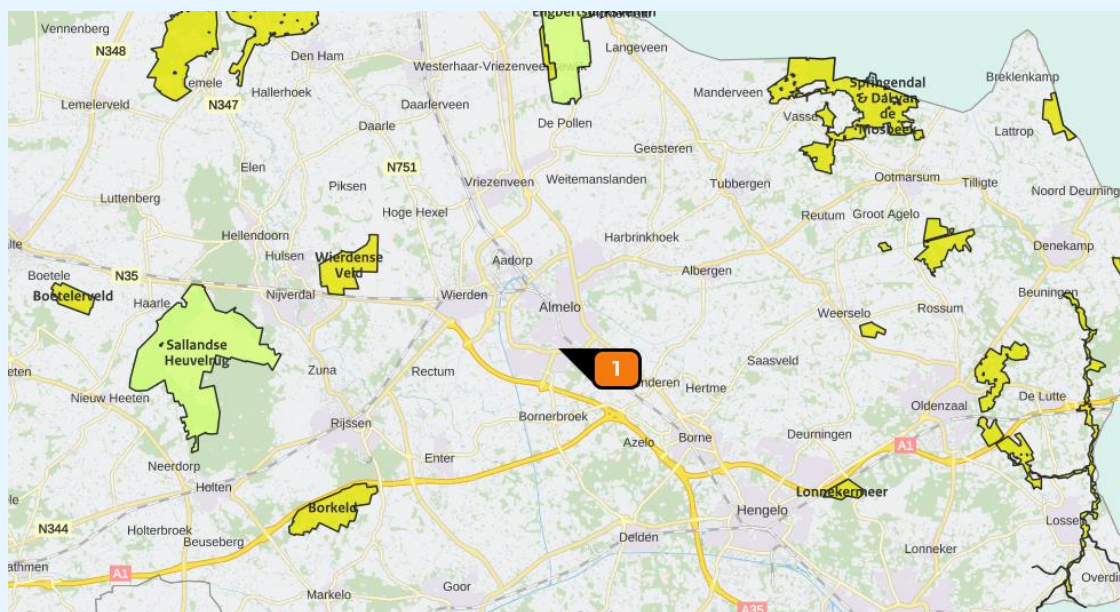 Vennenberg
N348
Den Ham
Langeveen
Westerhaar-Vriezenveensewijk
Lemele
N347
Hallerhoek
Lemelerveld
Daarlerveen
Manderveen
Springendal
& Dal van
de
Mosbeek
Breklenkamp
Vasse
De Pollen
Daarle
Lattrop
Geesteren
N751
Elen
Piksen
Vriezenveen
Weitemanslanden
Tubbergen
Ootmarsum
Tilligte
Luttenberg
Hoge Hexel
Reutum
Groot Agelo
Hellendoorn
Harbrinkhoek
Denekamp
Hulsen
Wierdense
Veld
Aadorp
Albergen
Boetele
N35
Boetelerveld
Haarle
Nijverdal
Wierden
Almelo
Beuningen
Rossum
Weerselo
Sallandse
Heuvelrug
1
Saasveld
Zuna
Rectum
Hertme
De Lutte
Nieuw Heeten
Oldenzaal
Bornerbroek
Rijssen
Azelo
Borne
Deurningen
A1
Enter
Neerdorp
Holten
Lonnekermeer
Borkeld
Hengelo
N344
Holterbroek
Beuseberg
Delden
Lonneker
A1
Goor
Markelo
A35